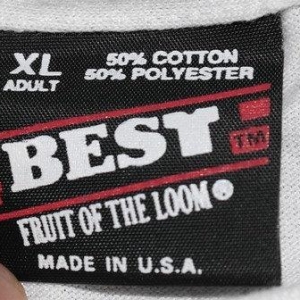 XL
ADULT
50% COTTON
50% POLYESTER
BEST
TM
FRUIT OF THE LOOM®
MADE IN U.S.A.